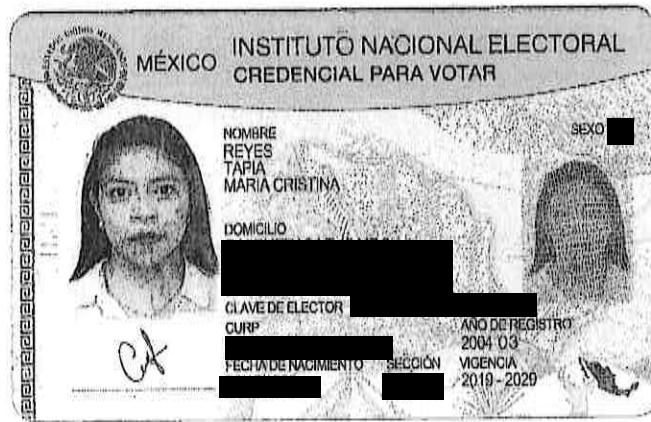 MÉXICO INSTITUTO NACIONAL ELECTORAL
CREDENCIAL PARA VOTAR
NOMBRE SEXO
REYES
TAPIA
MARIA CRISTINA
DOMICILIO
CLAVE DE ELECTOR
CURP AÑO DE REGISTRO
2004 03
FECHA DE NACIMIENTO SECCIÓN VIGENCIA
2019 - 2029